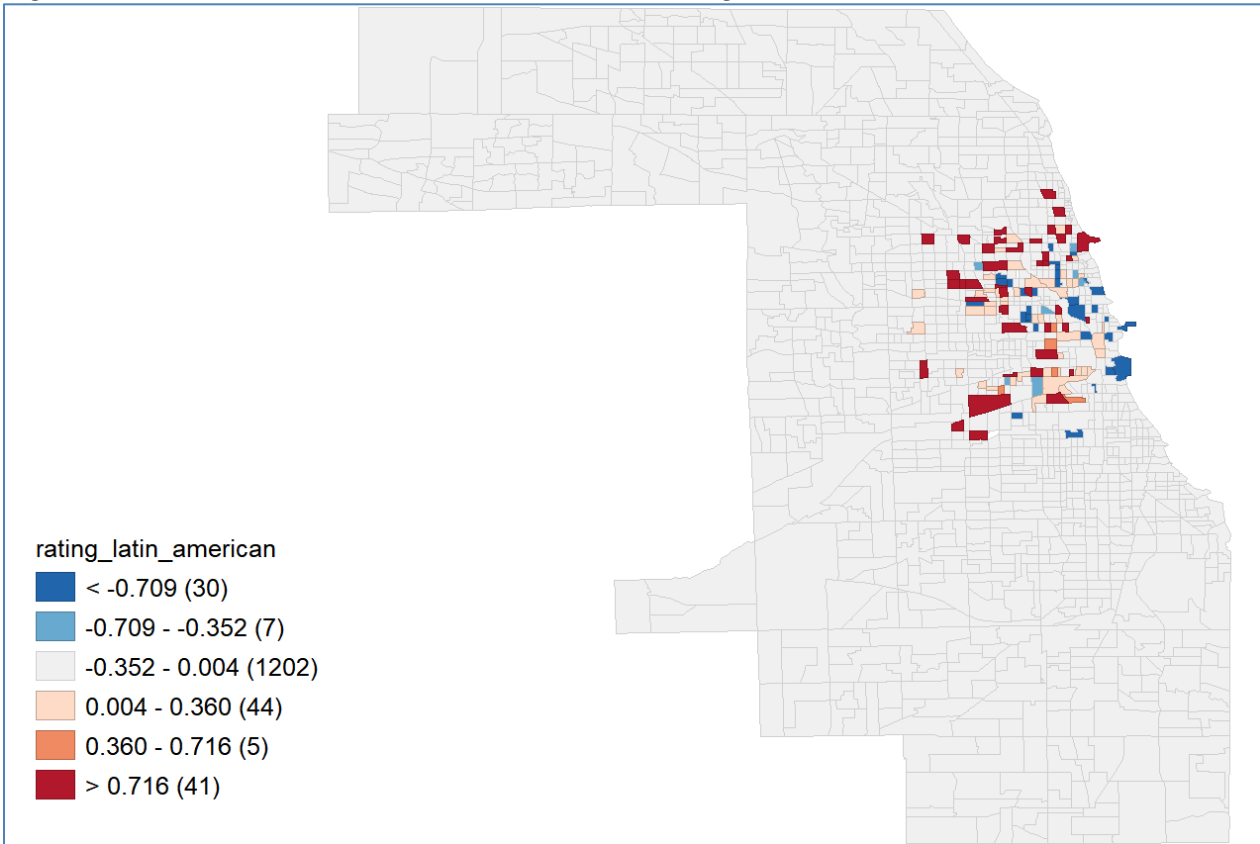 rating_latin_american
< -0.709 (30)
-0.709 - -0.352 (7)
-0.352 - 0.004 (1202)
0.004 - 0.360 (44)
0.360 - 0.716 (5)
> 0.716 (41)